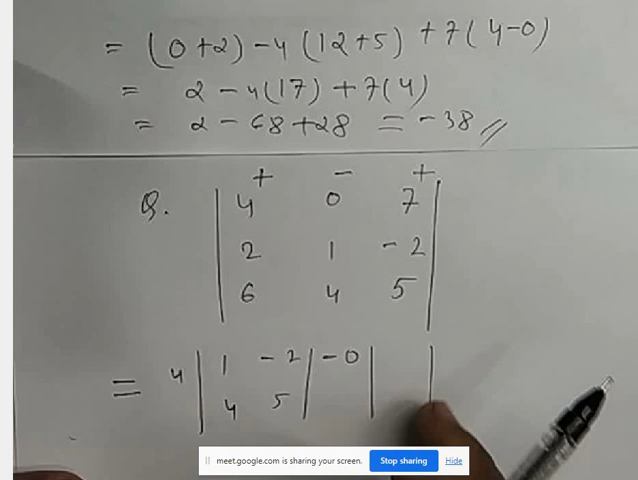 = (0+2) - 4 (12+5) + 7 (4-0)
= 2 - 4(17) + 7(4)
= 2 - 68 + 28 = -38 //
+ - +
Q. | 4 0 7 |
| 2 1 -2 |
| 6 4 5 |
= 4 | 1 -2 | - 0 | |
| 4 5 |
meet.google.com is sharing your screen. Stop sharing Hide